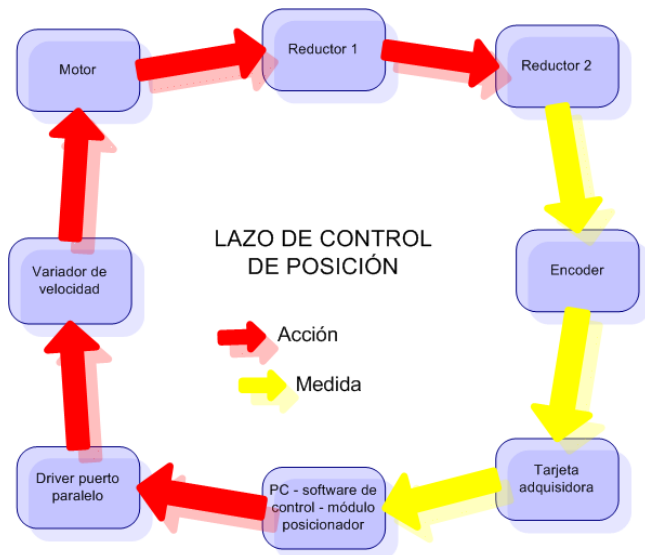 Motor
Reductor 1
Reductor 2
LAZO DE CONTROL
DE POSICIÓN
Variador de
velocidad
Encoder
Acción
Medida
Driver puerto
paralelo
PC - software de
control - módulo
posicionador
Tarjeta
adquisidora